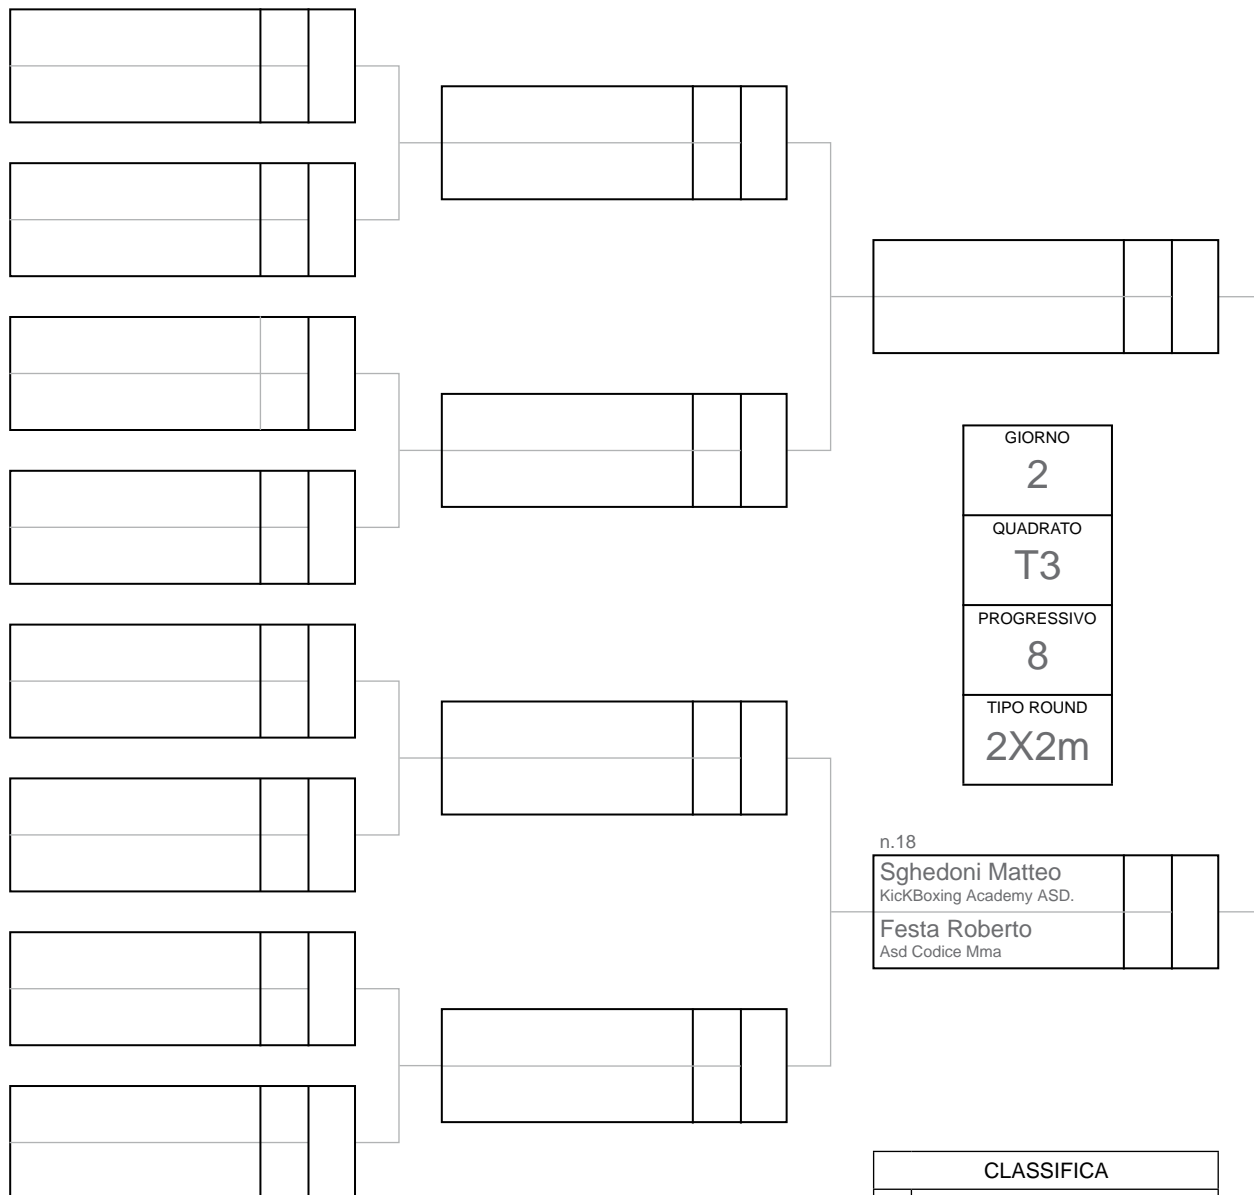 GIORNO
2
QUADRATO
T3
PROGRESSIVO
8
TIPO ROUND
2X2m
n.18
Sghedoni Matteo
KicKBoxing Academy ASD.
Festa Roberto
Asd Codice Mma
CLASSIFICA